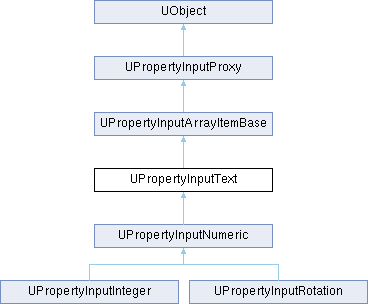 UObject
UPropertyInputProxy
UPropertyInputArrayItemBase
UPropertyInputText
UPropertyInputNumeric
UPropertyInputInteger
UPropertyInputRotation